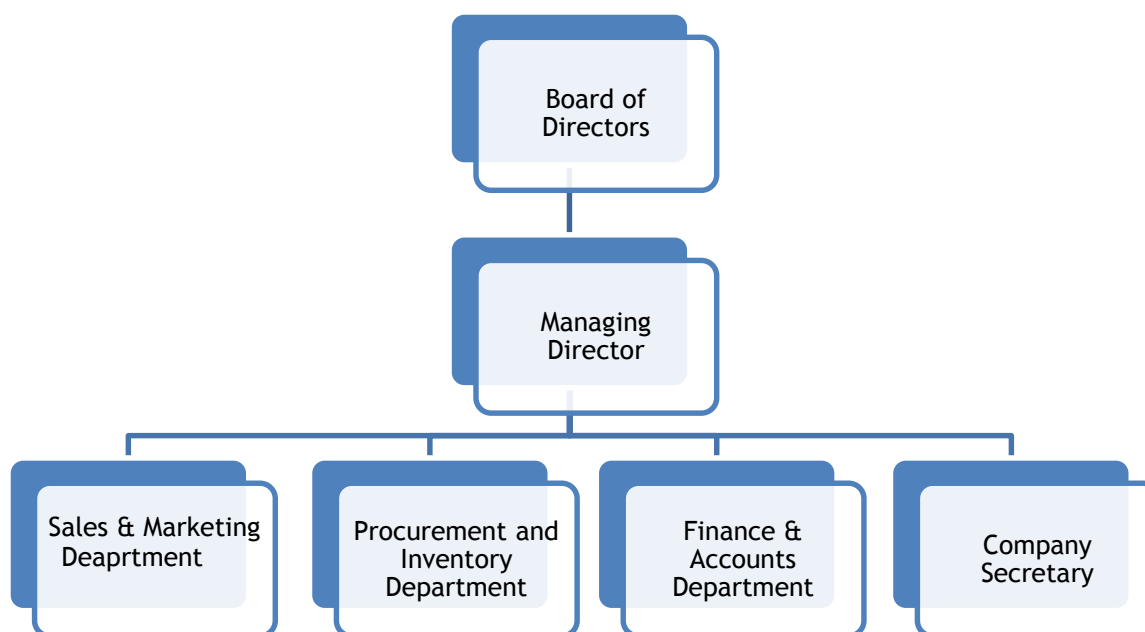 Board of
Directors
Managing
Director
Sales & Marketing
Deaprtment
Procurement and
Inventory
Department
Finance &
Accounts
Department
Company
Secretary